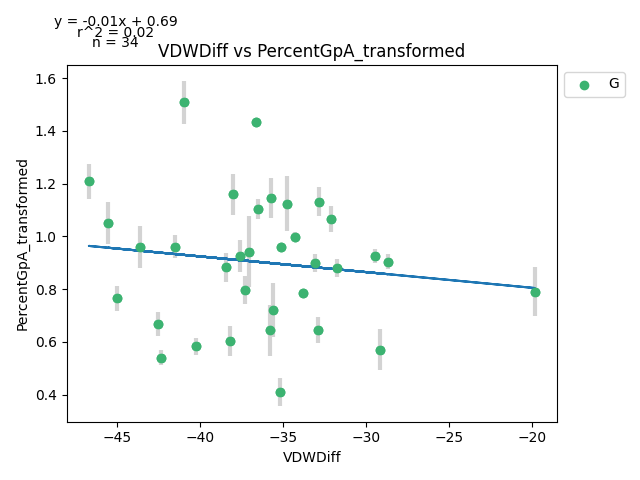 y = -0.01x + 0.69
r^2 = 0.02
n = 34
VDWDiff vs PercentGpA_transformed
G
PercentGpA_transformed
1.6
1.4
1.2
1.0
0.8
0.6
0.4
−45
−40
−35
−30
−25
−20
VDWDiff